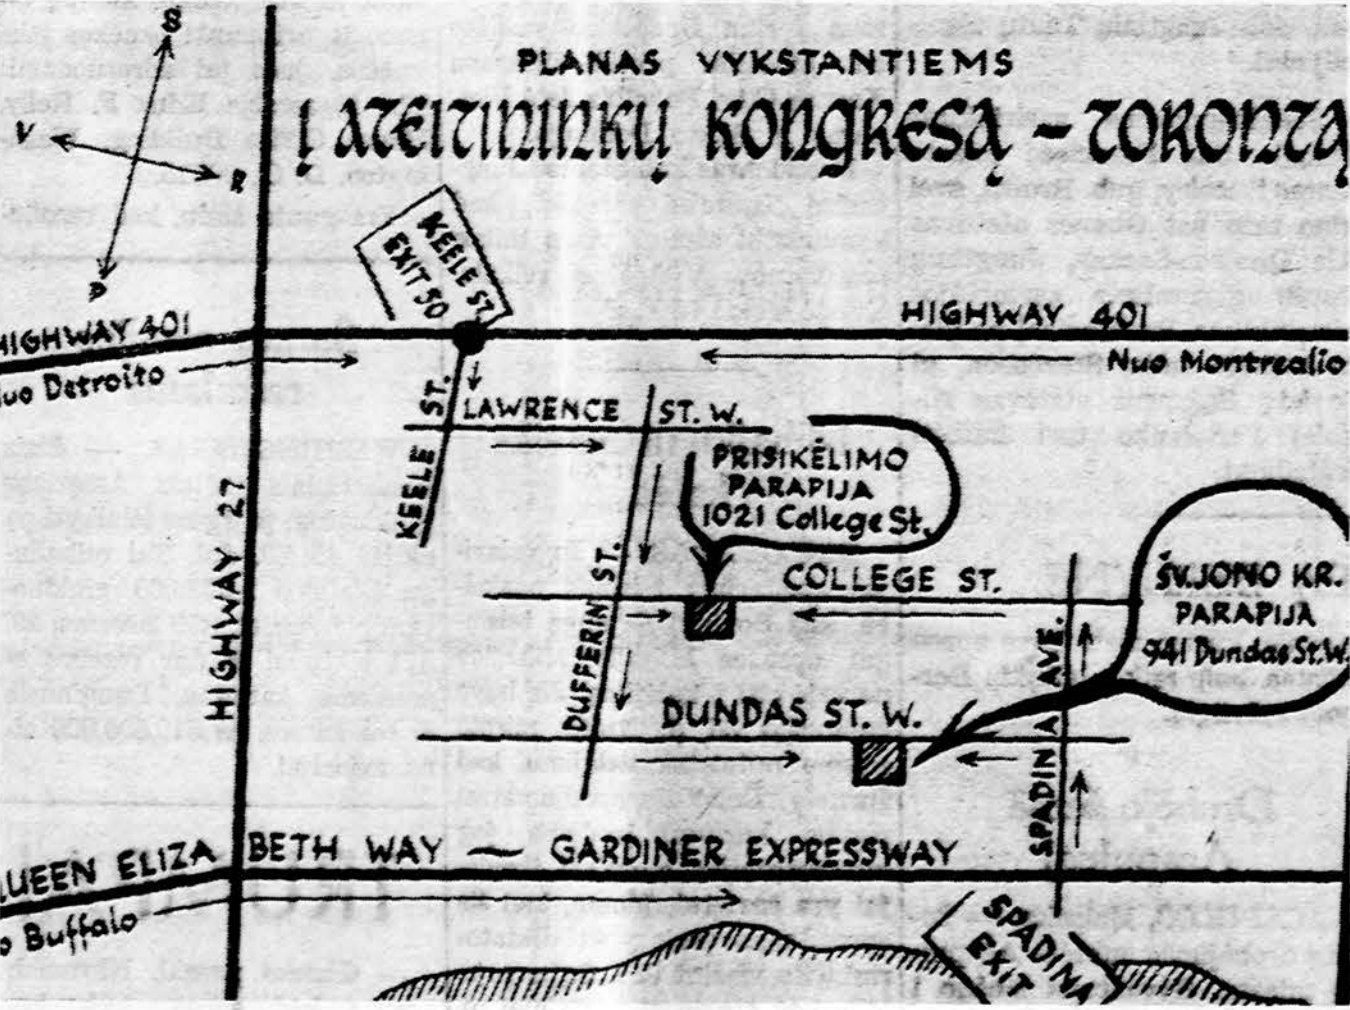 S
V
R
P
PLANAS VYKSTANTIEMS
Į ATEITININKŲ KONGRESĄ - TORONTĄ
KEELE ST.
EXIT 50
HIGHWAY 401
HIGHWAY 401
Nuo Detroito
Nuo Montrealio
KEELE ST.
LAWRENCE ST. W.
PRISIKĖLIMO
PARAPIJA
1021 College St.
HIGHWAY 27
DUFFERIN ST.
COLLEGE ST.
ŠV. JONO KR.
PARAPIJA
941 Dundas St. W.
DUNDAS ST. W.
SPADINA AVE.
QUEEN ELIZABETH WAY — GARDINER EXPRESSWAY
Buffalo
SPADINA
EXIT